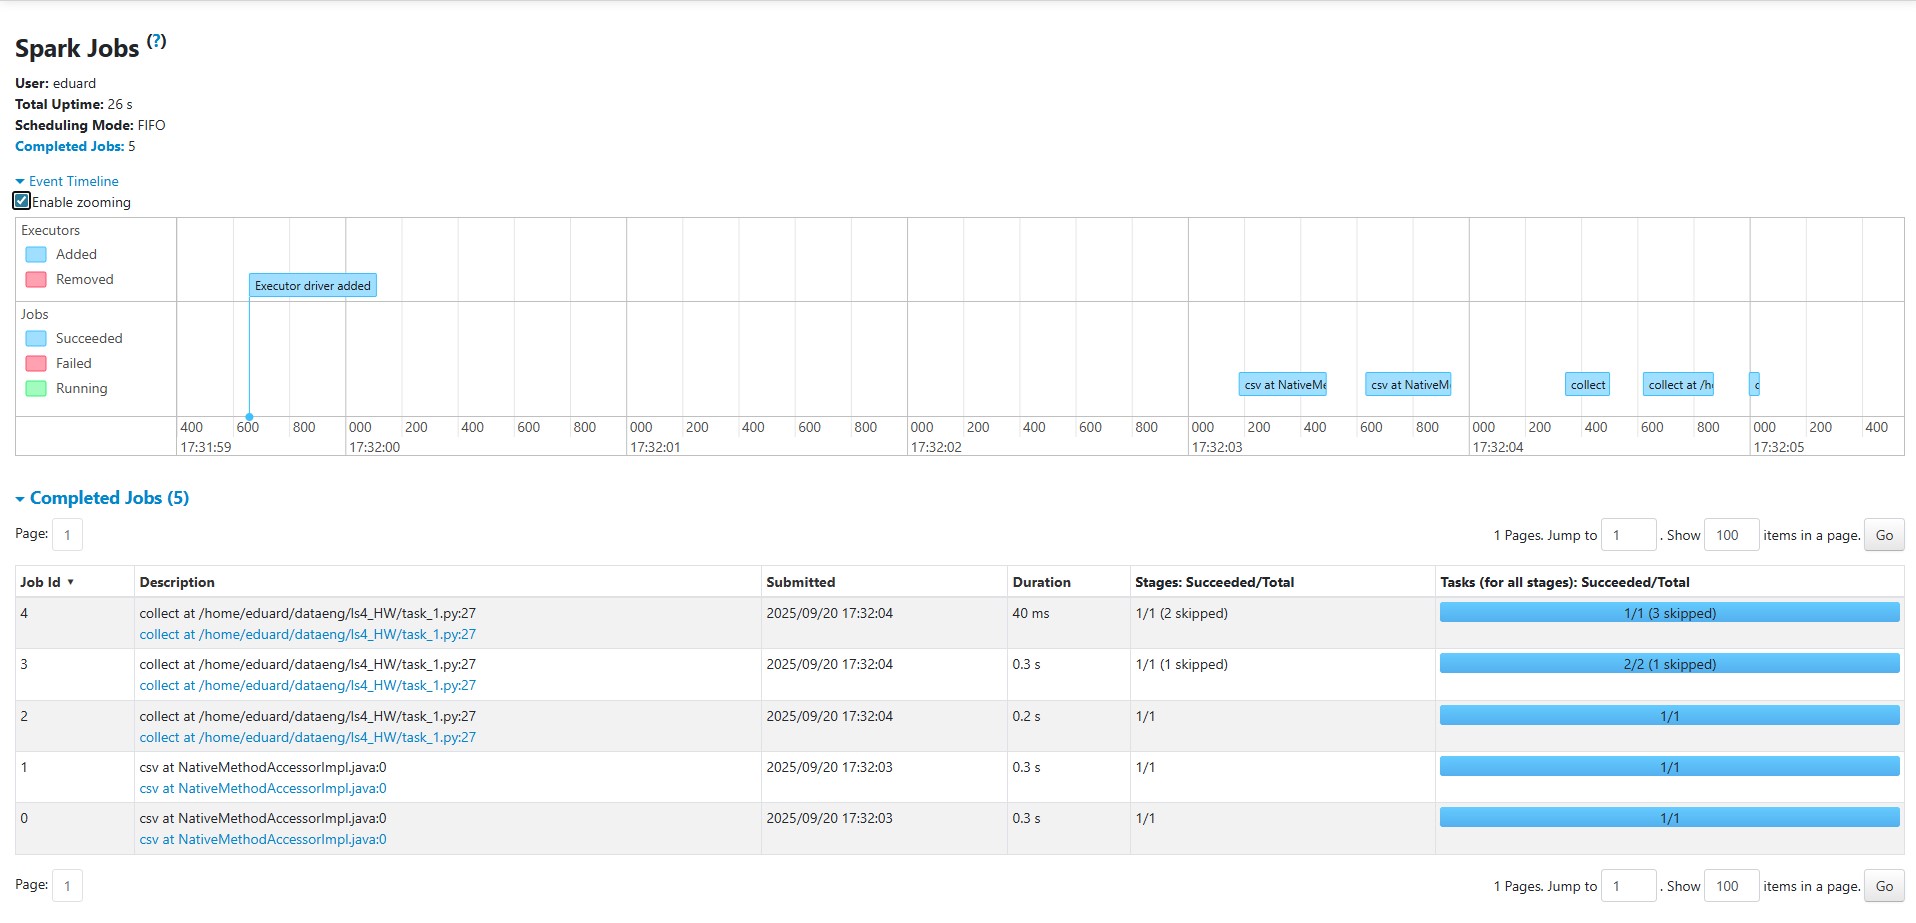 Spark Jobs (?)
User: eduard
Total Uptime: 26 s
Scheduling Mode: FIFO
Completed Jobs: 5
Event Timeline
Enable zooming
Executors
Added
Removed
Executor driver added
Jobs
Succeeded
Failed
Running
csv at NativeMe
csv at NativeM
collect
collect at /h
c
400 600 800 000 200 400 600 800 000 200 400 600 800 000 200 400 600 800 000 200 400 600 800 000 200 400 600 800 000 200 400
17:31:59 17:32:00 17:32:01 17:32:02 17:32:03 17:32:04 17:32:05
Completed Jobs (5)
Page: 1
1 Pages. Jump to 1 . Show 100 items in a page. Go
Job Id ▼ Description Submitted Duration Stages: Succeeded/Total Tasks (for all stages): Succeeded/Total
4 collect at /home/eduard/dataeng/ls4_HW/task_1.py:27 2025/09/20 17:32:04 40 ms 1/1 (2 skipped) 1/1 (3 skipped)
collect at /home/eduard/dataeng/ls4_HW/task_1.py:27
3 collect at /home/eduard/dataeng/ls4_HW/task_1.py:27 2025/09/20 17:32:04 0.3 s 1/1 (1 skipped) 2/2 (1 skipped)
collect at /home/eduard/dataeng/ls4_HW/task_1.py:27
2 collect at /home/eduard/dataeng/ls4_HW/task_1.py:27 2025/09/20 17:32:04 0.2 s 1/1 1/1
collect at /home/eduard/dataeng/ls4_HW/task_1.py:27
1 csv at NativeMethodAccessorImpl.java:0 2025/09/20 17:32:03 0.3 s 1/1 1/1
csv at NativeMethodAccessorImpl.java:0
0 csv at NativeMethodAccessorImpl.java:0 2025/09/20 17:32:03 0.3 s 1/1 1/1
csv at NativeMethodAccessorImpl.java:0
Page: 1
1 Pages. Jump to 1 . Show 100 items in a page. Go